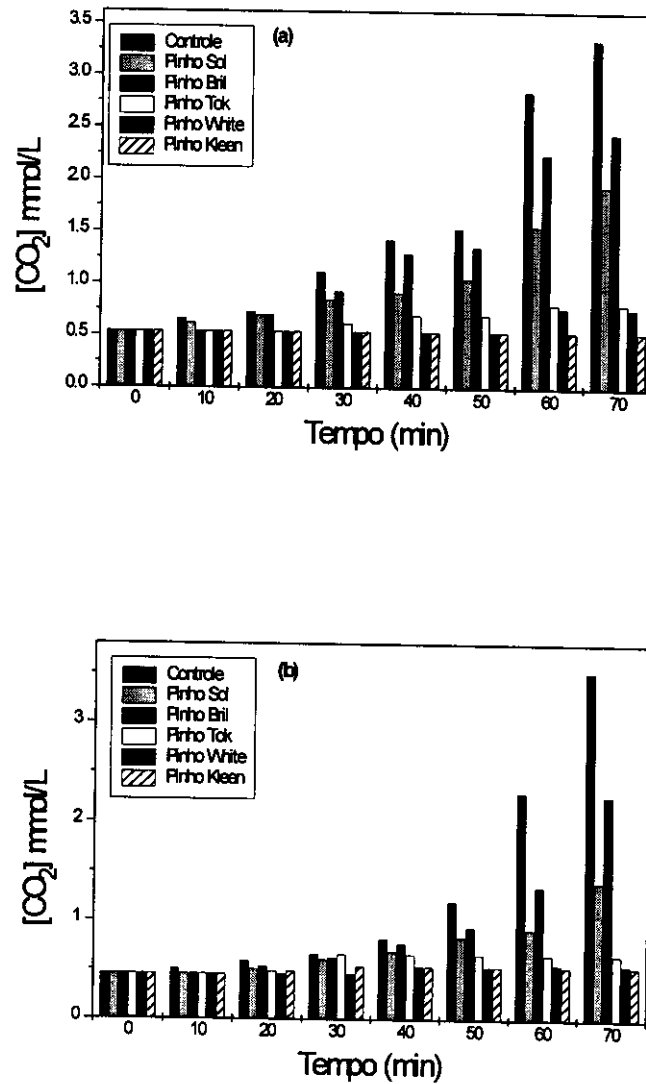 (a)
Controle
Pinho Sol
Pinho Bril
Pinho Tok
Pinho White
Pinho Kleen
[CO₂] mmol/L
3.5
3.0
2.5
2.0
1.5
1.0
0.5
0.0
0 10 20 30 40 50 60 70
Tempo (min)
(b)
Controle
Pinho Sol
Pinho Bril
Pinho Tok
Pinho White
Pinho Kleen
[CO₂] mmol/L
3
2
1
0
0 10 20 30 40 50 60 70
Tempo (min)